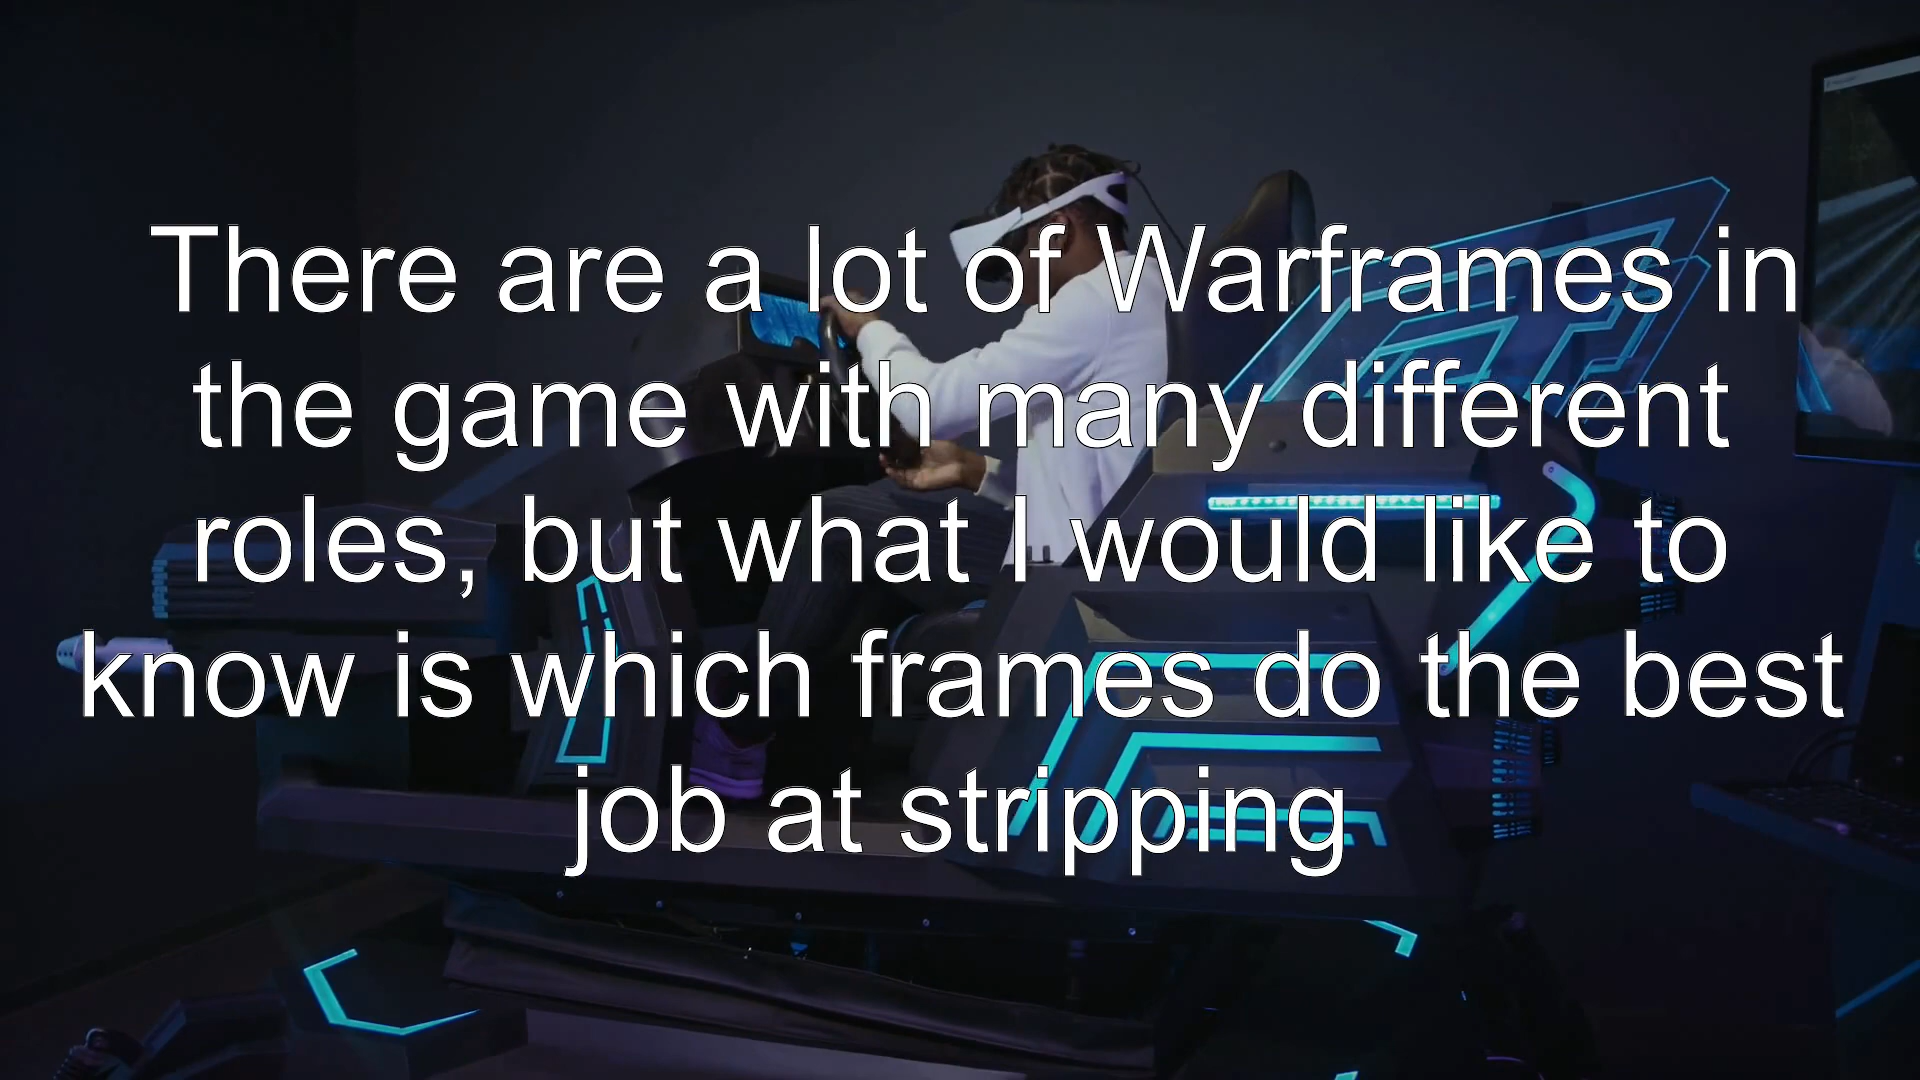 There are a lot of Warframes in
the game with many different
roles, but what I would like to
know is which frames do the best
job at stripping